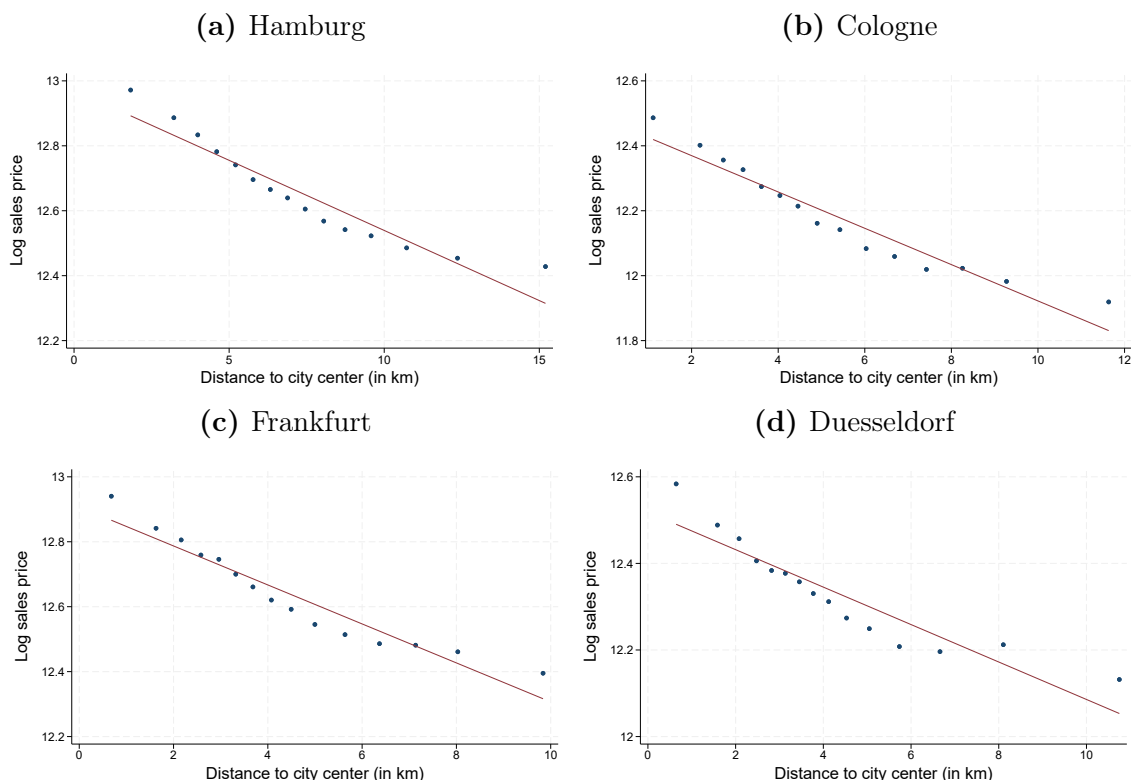 (a) Hamburg
(b) Cologne
13
12.8
12.6
12.4
12.2
Log sales price
0 5 10 15
Distance to city center (in km)
12.6
12.4
12.2
12
11.8
Log sales price
2 4 6 8 10 12
Distance to city center (in km)
(c) Frankfurt
(d) Duesseldorf
13
12.8
12.6
12.4
12.2
Log sales price
0 2 4 6 8 10
Distance to city center (in km)
12.6
12.4
12.2
12
Log sales price
0 2 4 6 8 10
Distance to city center (in km)